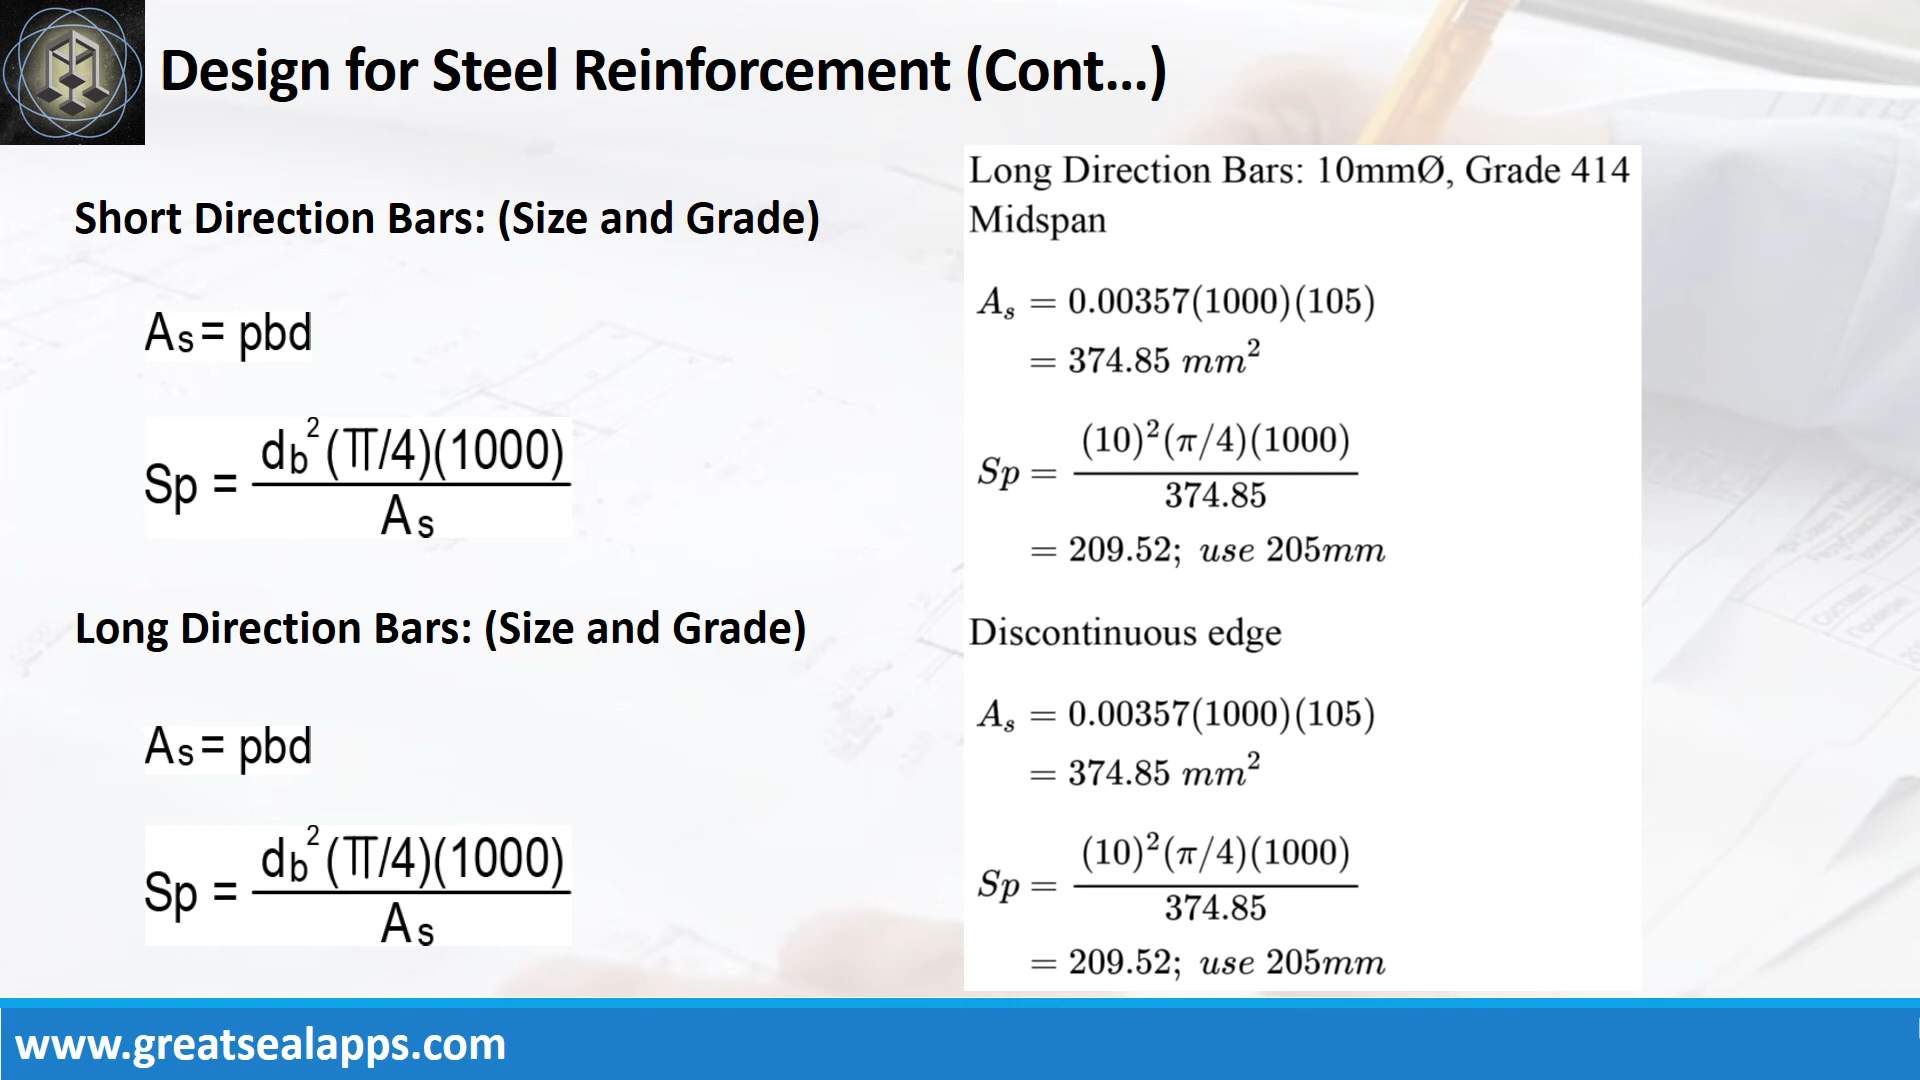 Design for Steel Reinforcement (Cont...)
Short Direction Bars: (Size and Grade)
As = pbd
Sp = db²(π/4)(1000) / As
Long Direction Bars: (Size and Grade)
As = pbd
Sp = db²(π/4)(1000) / As
Long Direction Bars: 10mmØ, Grade 414
Midspan
As = 0.00357(1000)(105)
= 374.85 mm²
Sp = (10)²(π/4)(1000) / 374.85
= 209.52; use 205mm
Discontinuous edge
As = 0.00357(1000)(105)
= 374.85 mm²
Sp = (10)²(π/4)(1000) / 374.85
= 209.52; use 205mm
www.greatsealapps.com